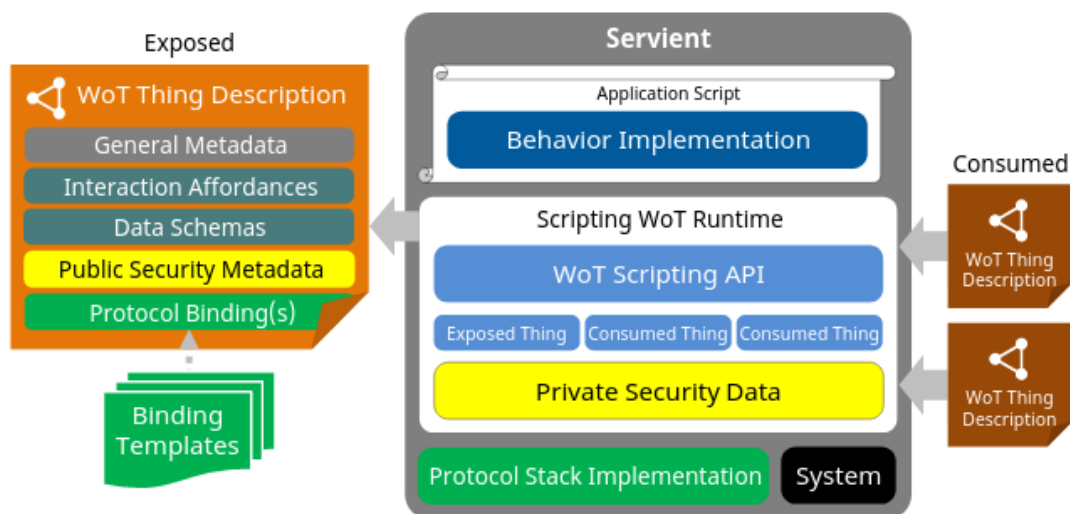 Exposed
WoT Thing Description
General Metadata
Interaction Affordances
Data Schemas
Public Security Metadata
Protocol Binding(s)
Binding
Templates
Servient
Application Script
Behavior Implementation
Scripting WoT Runtime
WoT Scripting API
Exposed Thing
Consumed Thing
Consumed Thing
Private Security Data
Protocol Stack Implementation
System
Consumed
WoT Thing
Description
WoT Thing
Description